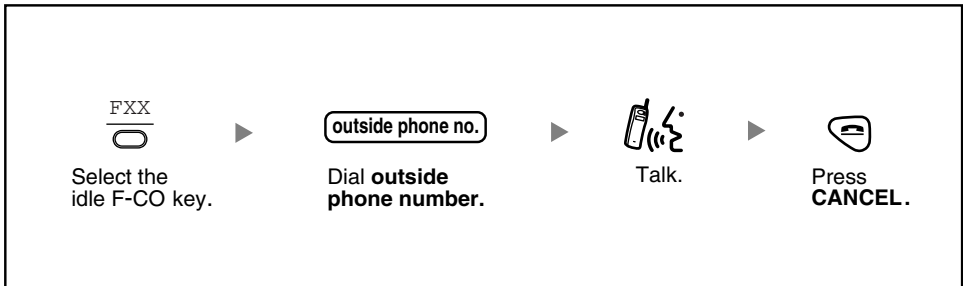 FXX
Select the
idle F-CO key.
outside phone no.
Dial outside
phone number.
Talk.
Press
CANCEL.